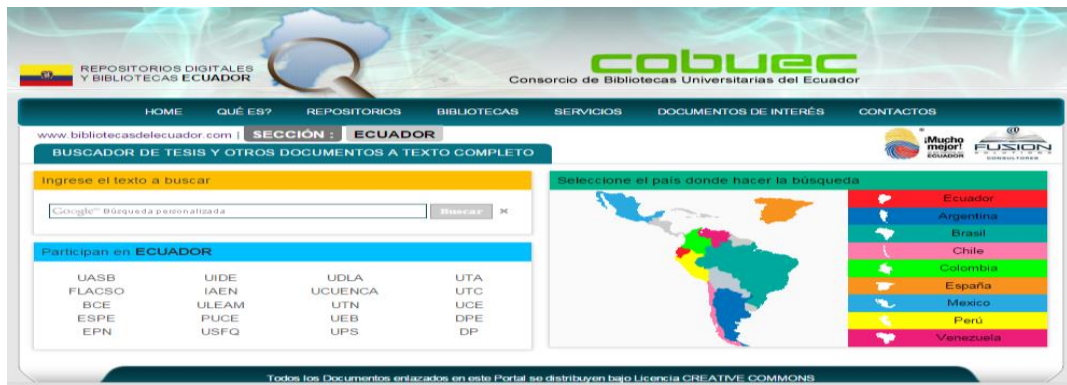 REPOSITORIOS DIGITALES
Y BIBLIOTECAS ECUADOR
cobuec
Consorcio de Bibliotecas Universitarias del Ecuador
HOME QUÉ ES? REPOSITORIOS BIBLIOTECAS SERVICIOS DOCUMENTOS DE INTERÉS CONTACTOS
www.bibliotecasdelecuador.com | SECCIÓN : ECUADOR
¡Mucho
mejor!
ECUADOR
FUSION
SOLUTIONS
CONSULTORES
BUSCADOR DE TESIS Y OTROS DOCUMENTOS A TEXTO COMPLETO
Ingrese el texto a buscar
Google™ Búsqueda personalizada Buscar ×
Participan en ECUADOR
UASB UIDE UDLA UTA
FLACSO IAEN UCUENCA UTC
BCE ULEAM UTN UCE
ESPE PUCE UEB DPE
EPN USFQ UPS DP
Seleccione el país donde hacer la búsqueda
Ecuador
Argentina
Brasil
Chile
Colombia
España
Mexico
Perú
Venezuela
Todos los Documentos enlazados en este Portal se distribuyen bajo Licencia CREATIVE COMMONS